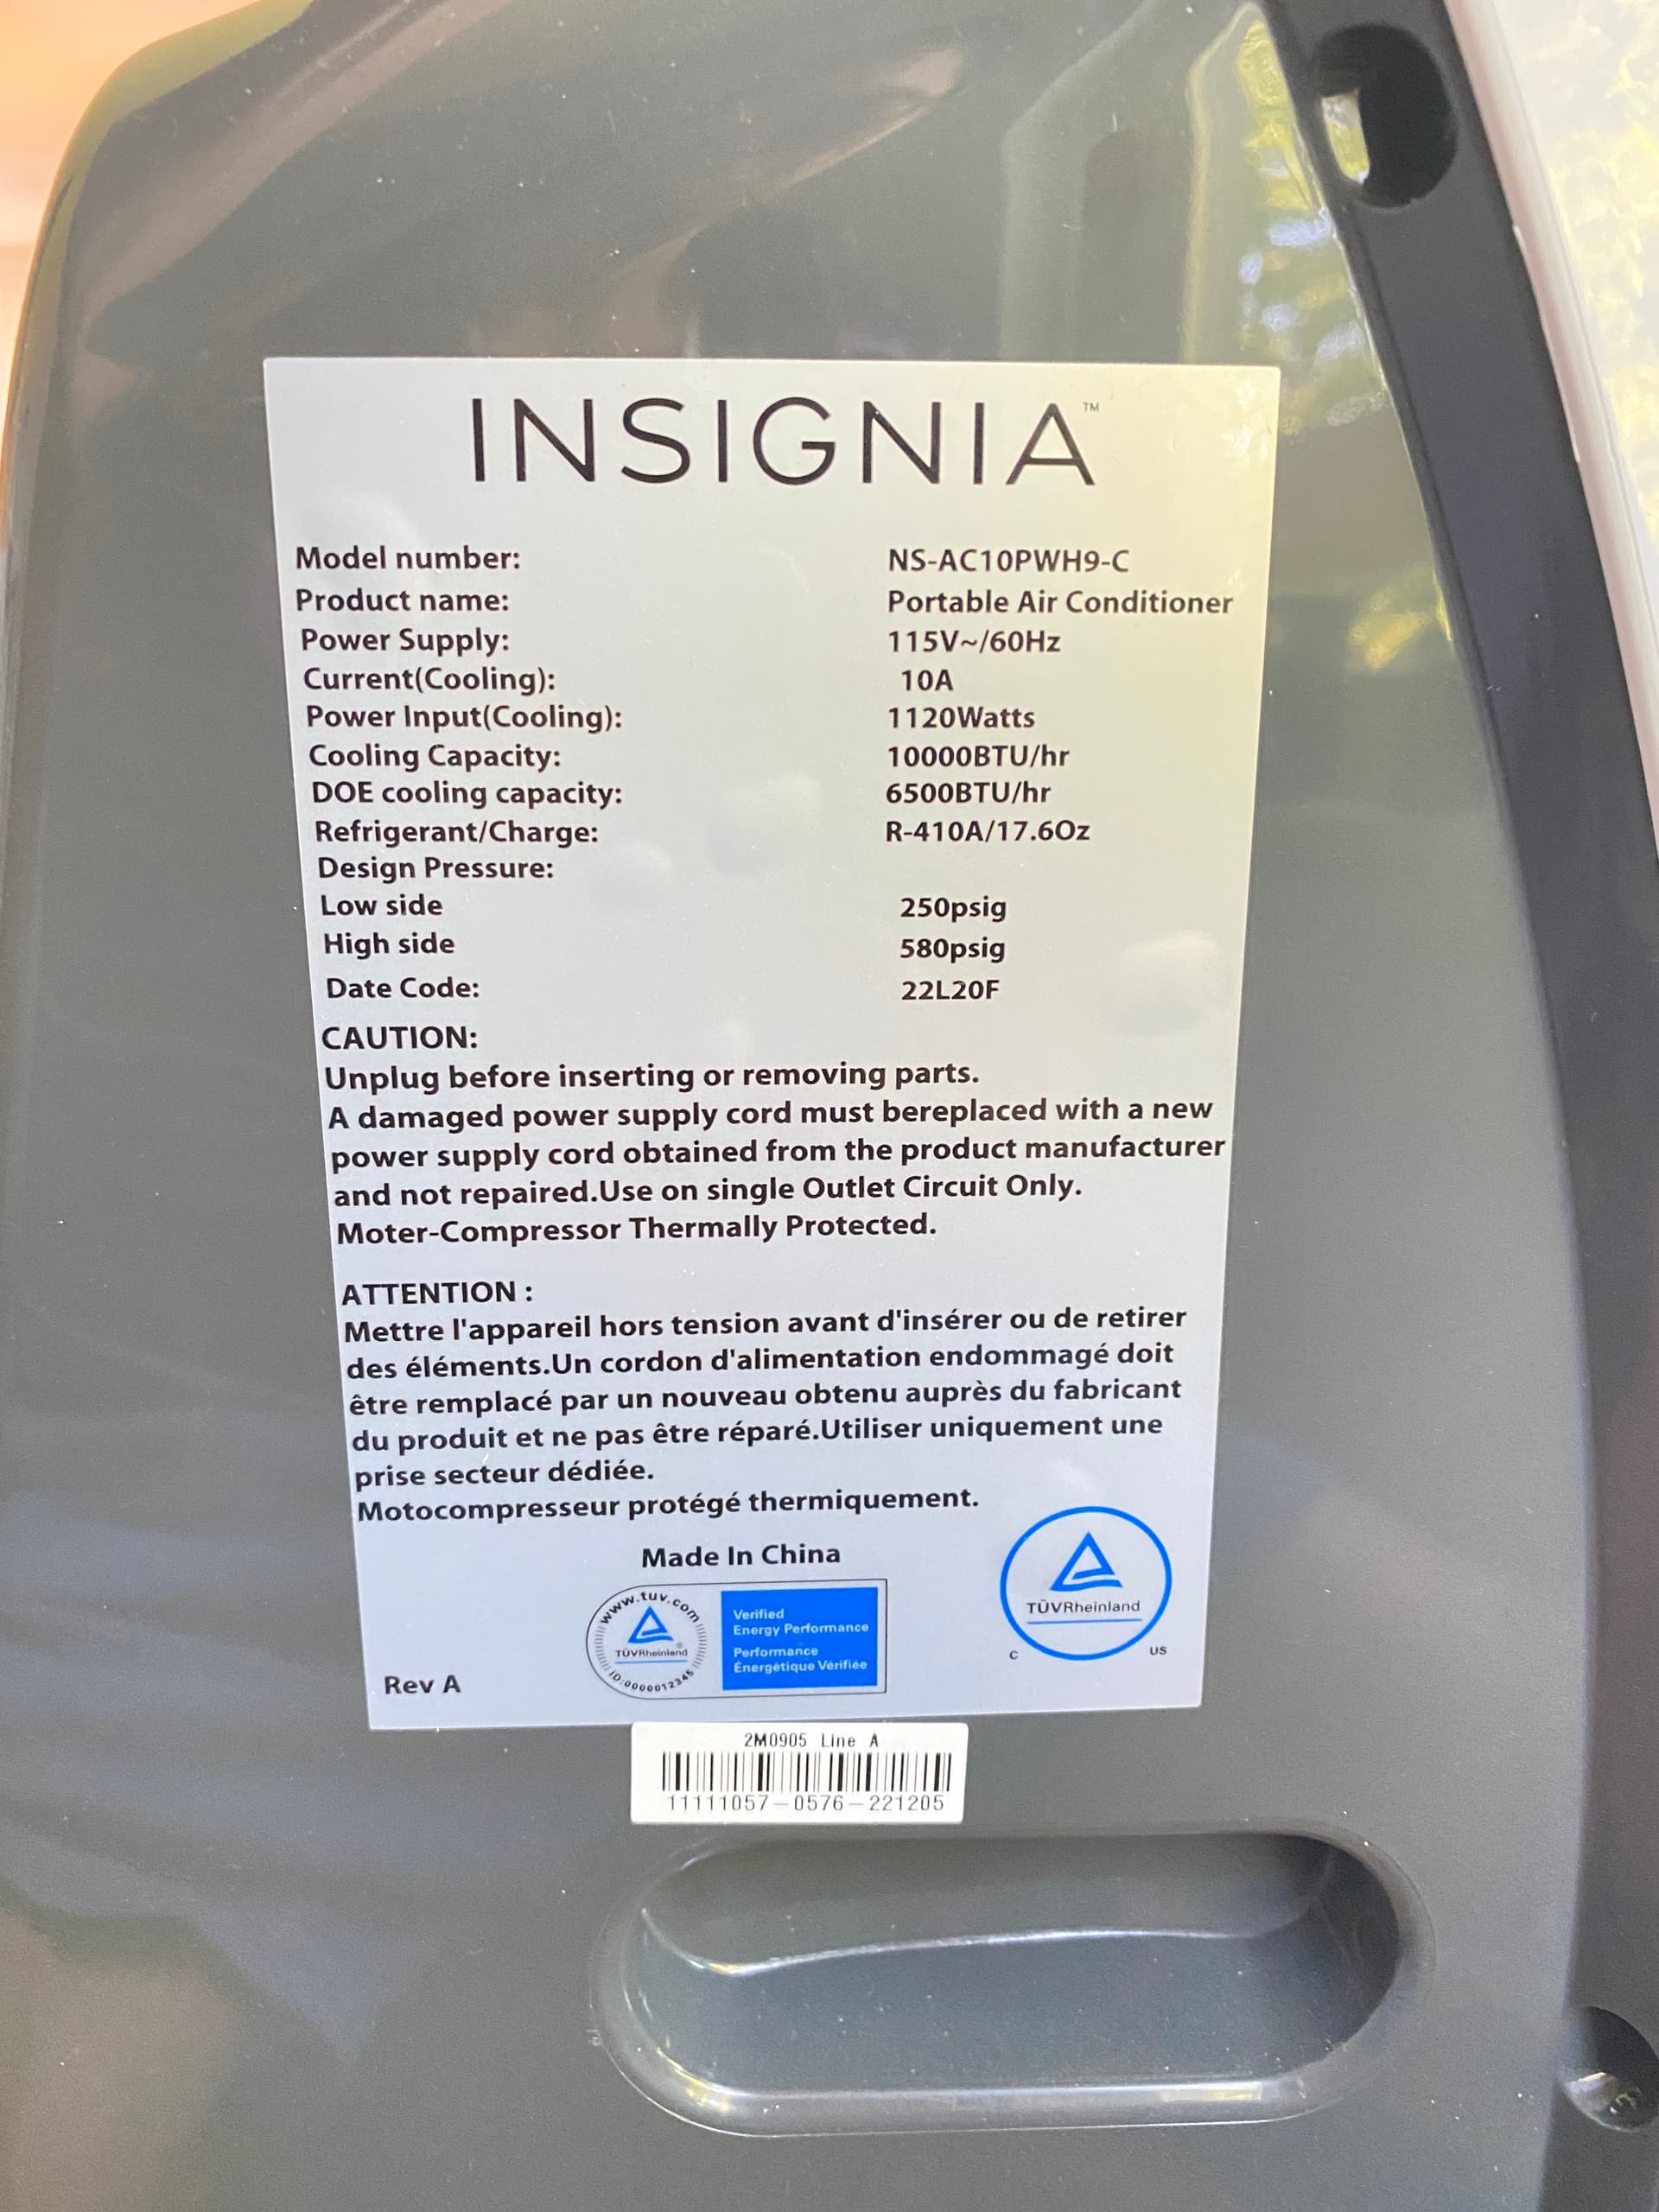 INSIGNIA™
Model number: NS-AC10PWH9-C
Product name: Portable Air Conditioner
Power Supply: 115V~/60Hz
Current(Cooling): 10A
Power Input(Cooling): 1120Watts
Cooling Capacity: 10000BTU/hr
DOE cooling capacity: 6500BTU/hr
Refrigerant/Charge: R-410A/17.6Oz
Design Pressure:
Low side 250psig
High side 580psig
Date Code: 22L20F
CAUTION:
Unplug before inserting or removing parts.
A damaged power supply cord must bereplaced with a new
power supply cord obtained from the product manufacturer
and not repaired.Use on single Outlet Circuit Only.
Moter-Compressor Thermally Protected.
ATTENTION :
Mettre l'appareil hors tension avant d'insérer ou de retirer
des éléments.Un cordon d'alimentation endommagé doit
être remplacé par un nouveau obtenu auprès du fabricant
du produit et ne pas être réparé.Utiliser uniquement une
prise secteur dédiée.
Motocompresseur protégé thermiquement.
Made In China
www.tuv.com
TÜVRheinland®
ID:0000012345
Verified
Energy Performance
Performance
Énergétique Vérifiée
TÜVRheinland
C US
Rev A
2M0905 Line A
11111057-0576-221205